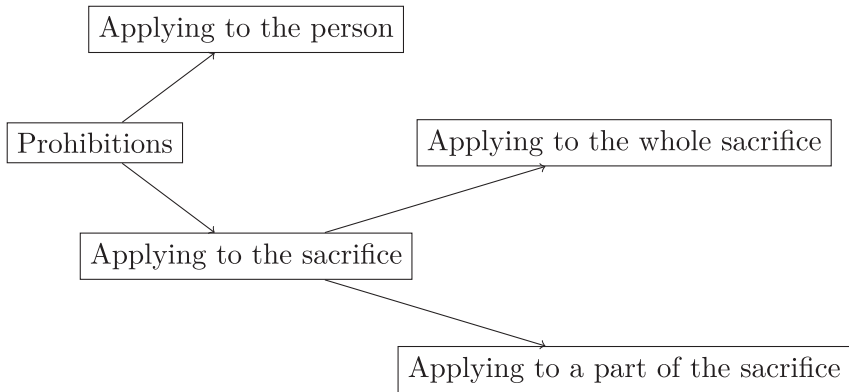 Applying to the person
Prohibitions
Applying to the whole sacrifice
Applying to the sacrifice
Applying to a part of the sacrifice